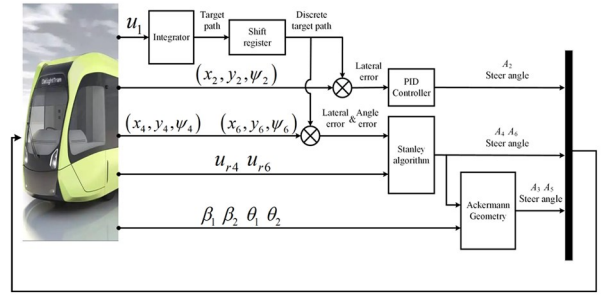 u1
Integrator
Target
path
Shift
register
Discrete
target path
(x2, y2, ψ2)
Lateral
error
PID
Controller
A2
Steer angle
(x4, y4, ψ4) (x6, y6, ψ6)
Lateral & Angle
error error
Stanley
algorithm
A4 A6
Steer angle
ur4 ur6
A3 A5
Steer angle
β1 β2 θ1 θ2
Ackermann
Geometry